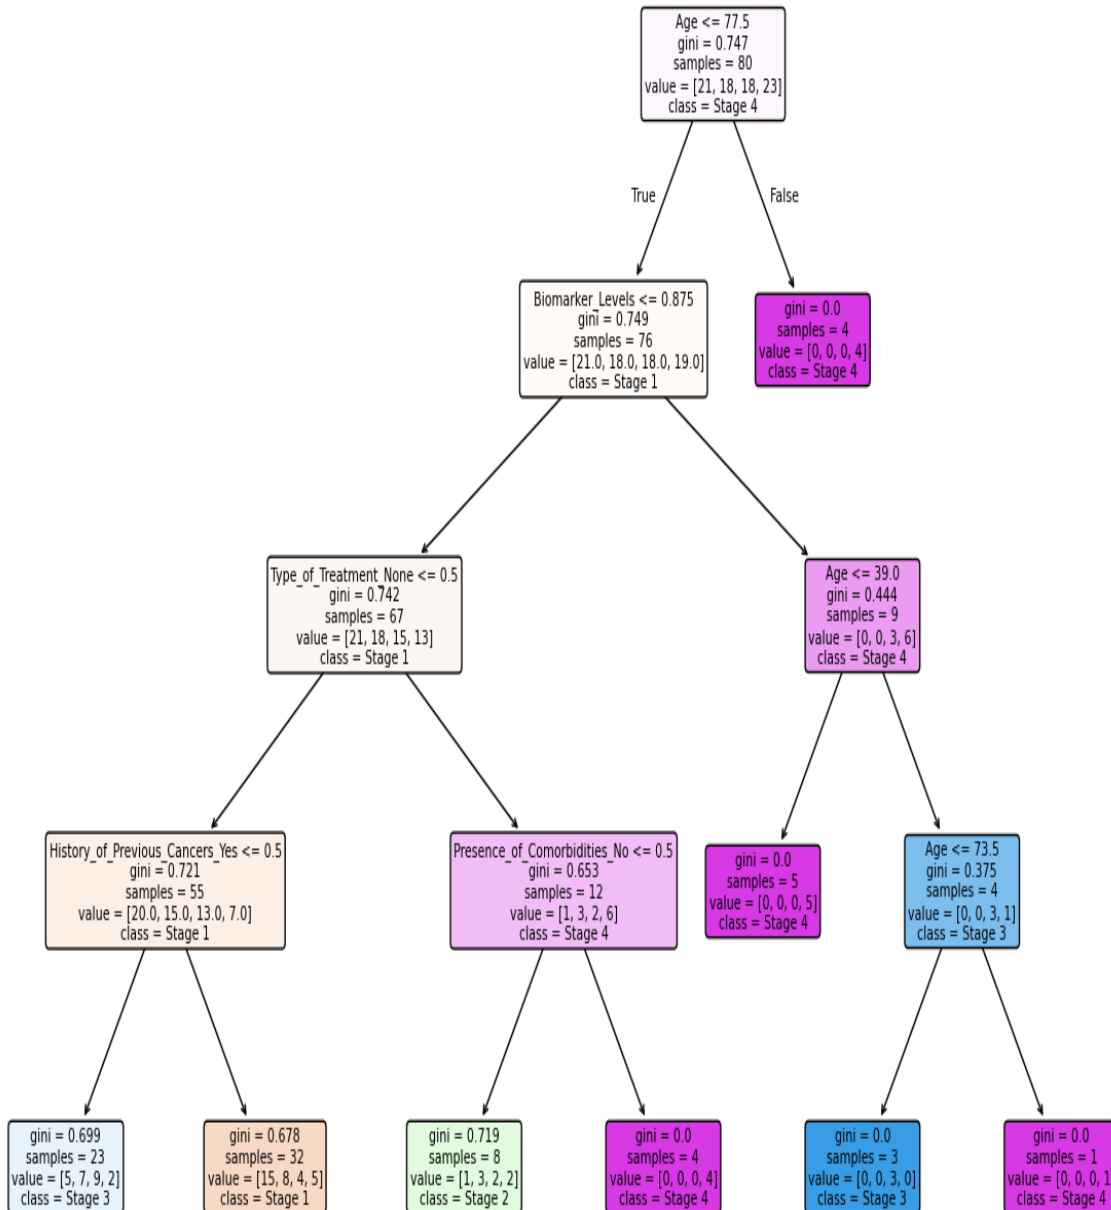 Age <= 77.5
gini = 0.747
samples = 80
value = [21, 18, 18, 23]
class = Stage 4
True
False
Biomarker_Levels <= 0.875
gini = 0.749
samples = 76
value = [21.0, 18.0, 18.0, 19.0]
class = Stage 1
gini = 0.0
samples = 4
value = [0, 0, 0, 4]
class = Stage 4
Type_of_Treatment_None <= 0.5
gini = 0.742
samples = 67
value = [21, 18, 15, 13]
class = Stage 1
Age <= 39.0
gini = 0.444
samples = 9
value = [0, 0, 3, 6]
class = Stage 4
History_of_Previous_Cancers_Yes <= 0.5
gini = 0.721
samples = 55
value = [20.0, 15.0, 13.0, 7.0]
class = Stage 1
Presence_of_Comorbidities_No <= 0.5
gini = 0.653
samples = 12
value = [1, 3, 2, 6]
class = Stage 4
gini = 0.0
samples = 5
value = [0, 0, 0, 5]
class = Stage 4
Age <= 73.5
gini = 0.375
samples = 4
value = [0, 0, 3, 1]
class = Stage 3
gini = 0.699
samples = 23
value = [5, 7, 9, 2]
class = Stage 3
gini = 0.678
samples = 32
value = [15, 8, 4, 5]
class = Stage 1
gini = 0.719
samples = 8
value = [1, 3, 2, 2]
class = Stage 2
gini = 0.0
samples = 4
value = [0, 0, 0, 4]
class = Stage 4
gini = 0.0
samples = 3
value = [0, 0, 3, 0]
class = Stage 3
gini = 0.0
samples = 1
value = [0, 0, 0, 1
class = Stage 4